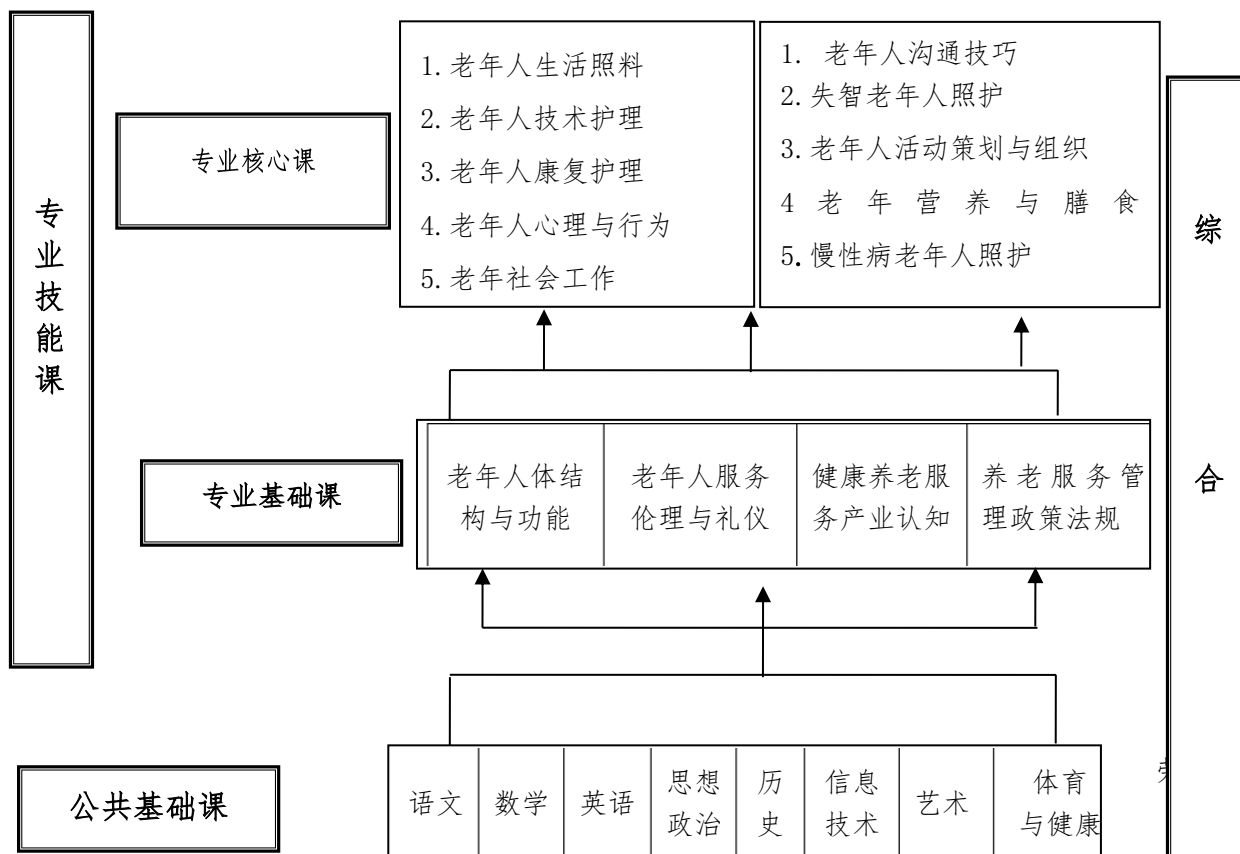 专业技能课
专业核心课
1.老年人生活照料
2.老年人技术护理
3.老年人康复护理
4.老年人心理与行为
5.老年社会工作
1. 老年人沟通技巧
2.失智老年人照护
3.老年人活动策划与组织
4 老 年 营 养 与 膳 食
5.慢性病老年人照护
综
合
专业基础课
老年人体结
构与功能
老年人服务
伦理与礼仪
健康养老服
务产业认知
养老服务管
理政策法规
公共基础课
语文
数学
英语
思想
政治
历
史
信息
技术
艺术
体育
与健康